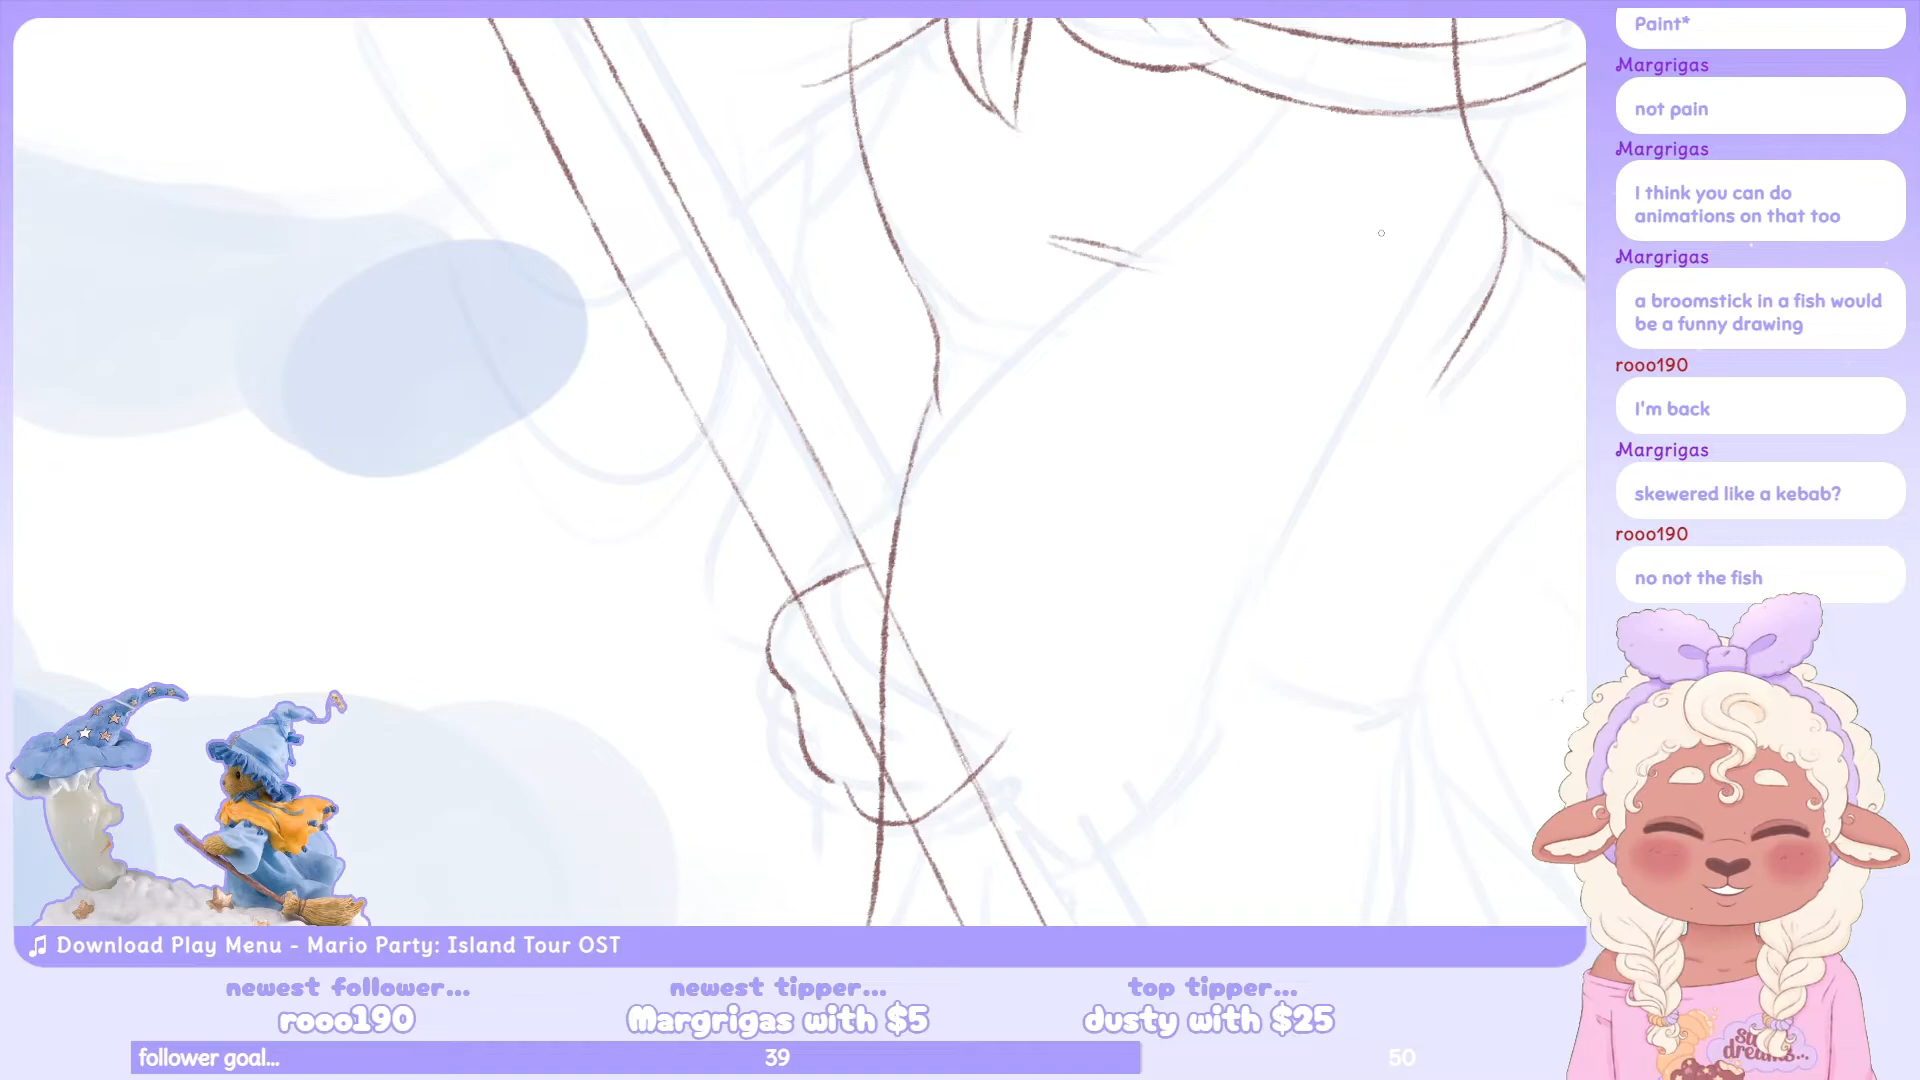 Paint*
Margrigas
not pain
Margrigas
I think you can do
animations on that too
Margrigas
a broomstick in a fish would
be a funny drawing
rooo190
I'm back
Margrigas
skewered like a kebab?
rooo190
no not the fish
♫ Download Play Menu - Mario Party: Island Tour OST
newest follower...
rooo190
newest tipper...
Margrigas with $5
top tipper...
dusty with $25
follower goal...
39
50
dreams...